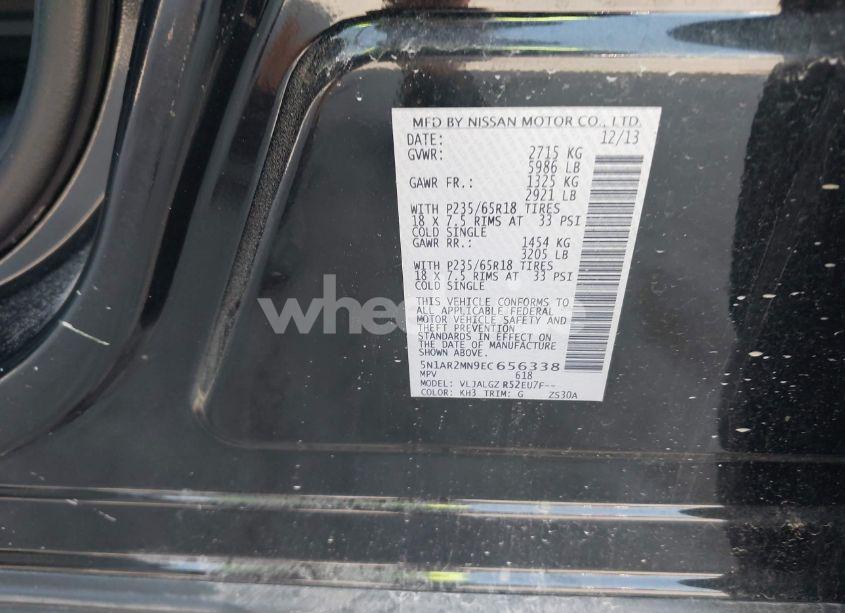 MFD BY NISSAN MOTOR CO., LTD.
DATE: 12/13
GVWR: 2715 KG
5986 LB
GAWR FR.: 1325 KG
2921 LB
WITH P235/65R18 TIRES
18 X 7.5 RIMS AT 33 PSI
COLD SINGLE
GAWR RR.: 1454 KG
3205 LB
WITH P235/65R18 TIRES
18 X 7.5 RIMS AT 33 PSI
COLD SINGLE
THIS VEHICLE CONFORMS TO
ALL APPLICABLE FEDERAL
MOTOR VEHICLE SAFETY AND
THEFT PREVENTION
STANDARDS IN EFFECT ON
THE DATE OF MANUFACTURE
SHOWN ABOVE.
5N1AR2MN9EC656338
MPV 618
MODEL: VLJALGZ R52EU7F--
COLOR: KH3 TRIM: G ZS30A